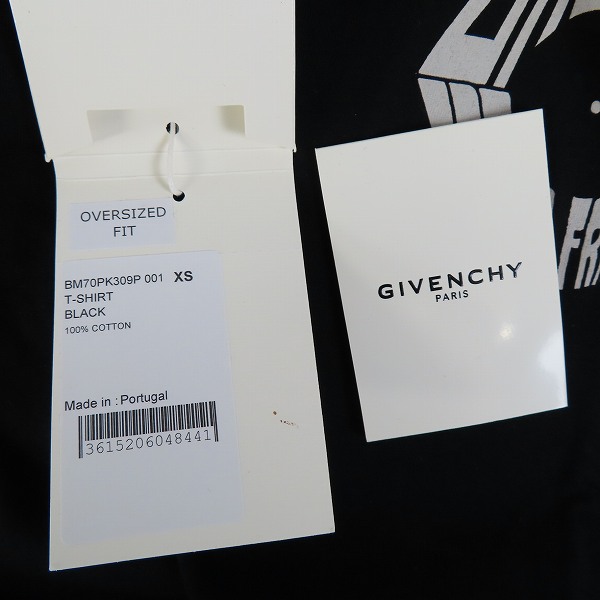 OVERSIZED
FIT
BM70PK309P 001 XS
T-SHIRT
BLACK
100% COTTON
Made in : Portugal
3615206048441
GIVENCHY
PARIS